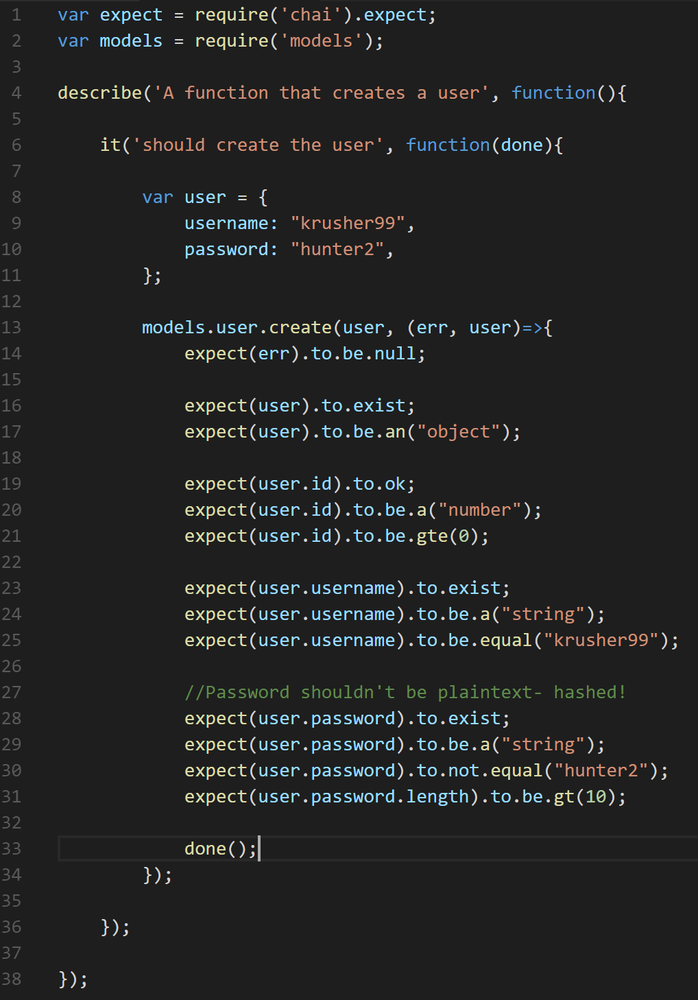 1 var expect = require('chai').expect;
2 var models = require('models');
3
4 describe('A function that creates a user', function(){
5
6 it('should create the user', function(done){
7
8 var user = {
9 username: "krusher99",
10 password: "hunter2",
11 };
12
13 models.user.create(user, (err, user)=>{
14 expect(err).to.be.null;
15
16 expect(user).to.exist;
17 expect(user).to.be.an("object");
18
19 expect(user.id).to.ok;
20 expect(user.id).to.be.a("number");
21 expect(user.id).to.be.gte(0);
22
23 expect(user.username).to.exist;
24 expect(user.username).to.be.a("string");
25 expect(user.username).to.be.equal("krusher99");
26
27 //Password shouldn't be plaintext- hashed!
28 expect(user.password).to.exist;
29 expect(user.password).to.be.a("string");
30 expect(user.password).to.not.equal("hunter2");
31 expect(user.password.length).to.be.gt(10);
32
33 done();
34 });
35
36 });
37
38 });